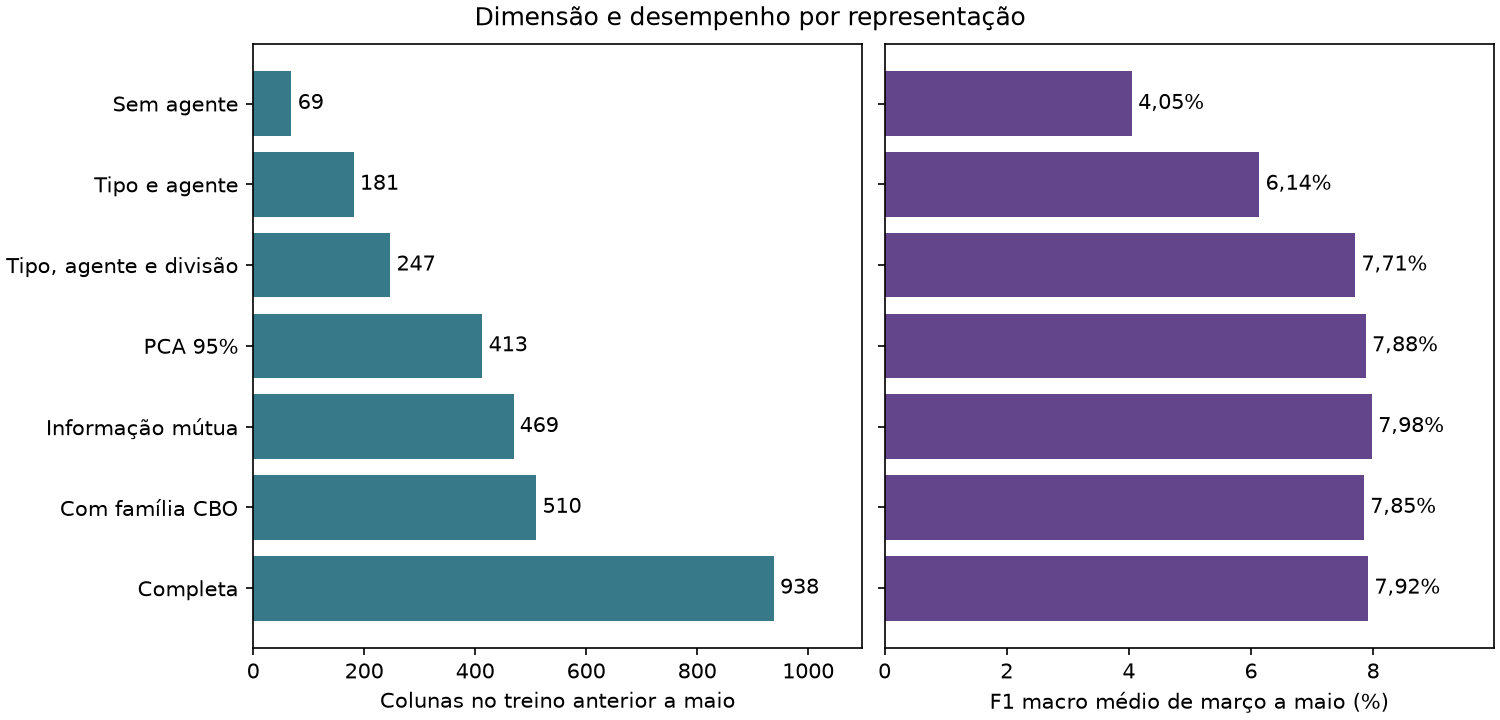 Dimensão e desempenho por representação
Sem agente 69 4,05%
Tipo e agente 181 6,14%
Tipo, agente e divisão 247 7,71%
PCA 95% 413 7,88%
Informação mútua 469 7,98%
Com família CBO 510 7,85%
Completa 938 7,92%
0 200 400 600 800 1000 0 2 4 6 8
Colunas no treino anterior a maio F1 macro médio de março a maio (%)